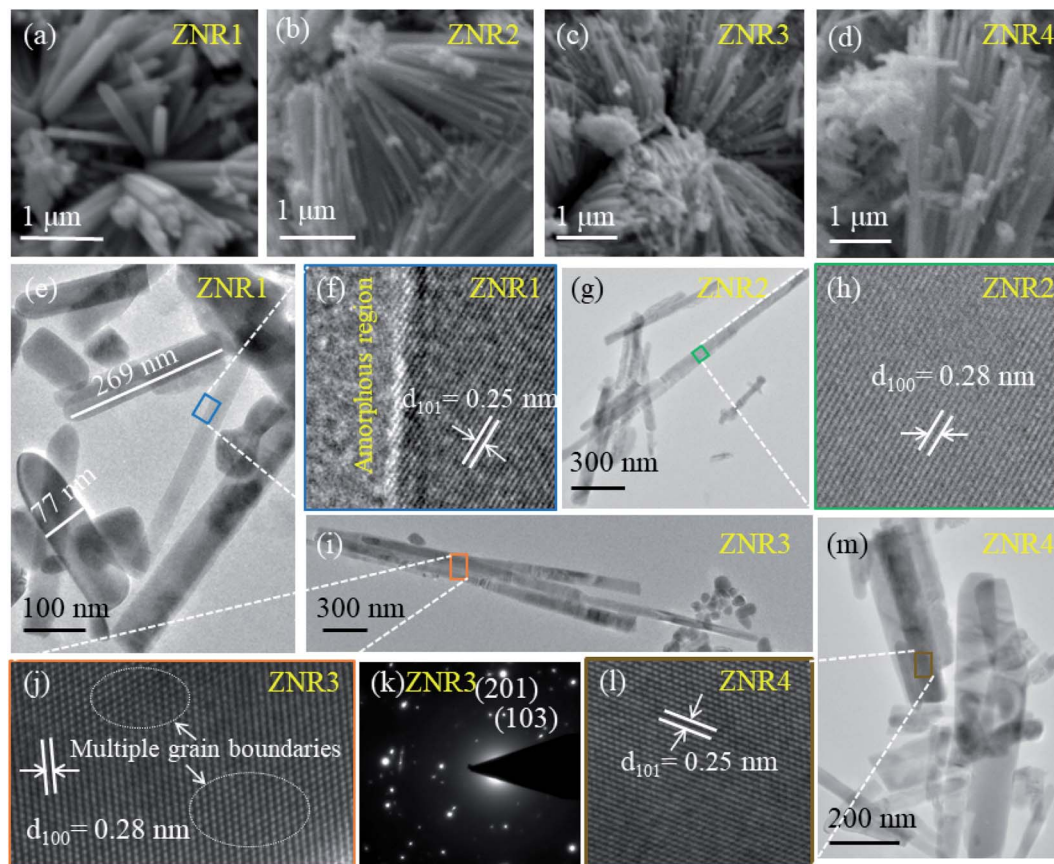 (a) ZNR1
1 μm
(b) ZNR2
1 μm
(c) ZNR3
1 μm
(d) ZNR4
1 μm
(e) ZNR1
269 nm
77 nm
100 nm
(f) ZNR1
Amorphous region
d101= 0.25 nm
(g) ZNR2
300 nm
(h) ZNR2
d100= 0.28 nm
(i) ZNR3
300 nm
(m) ZNR4
200 nm
(j) ZNR3
Multiple grain boundaries
d100= 0.28 nm
(k) ZNR3
(201)
(103)
(l) ZNR4
d101= 0.25 nm